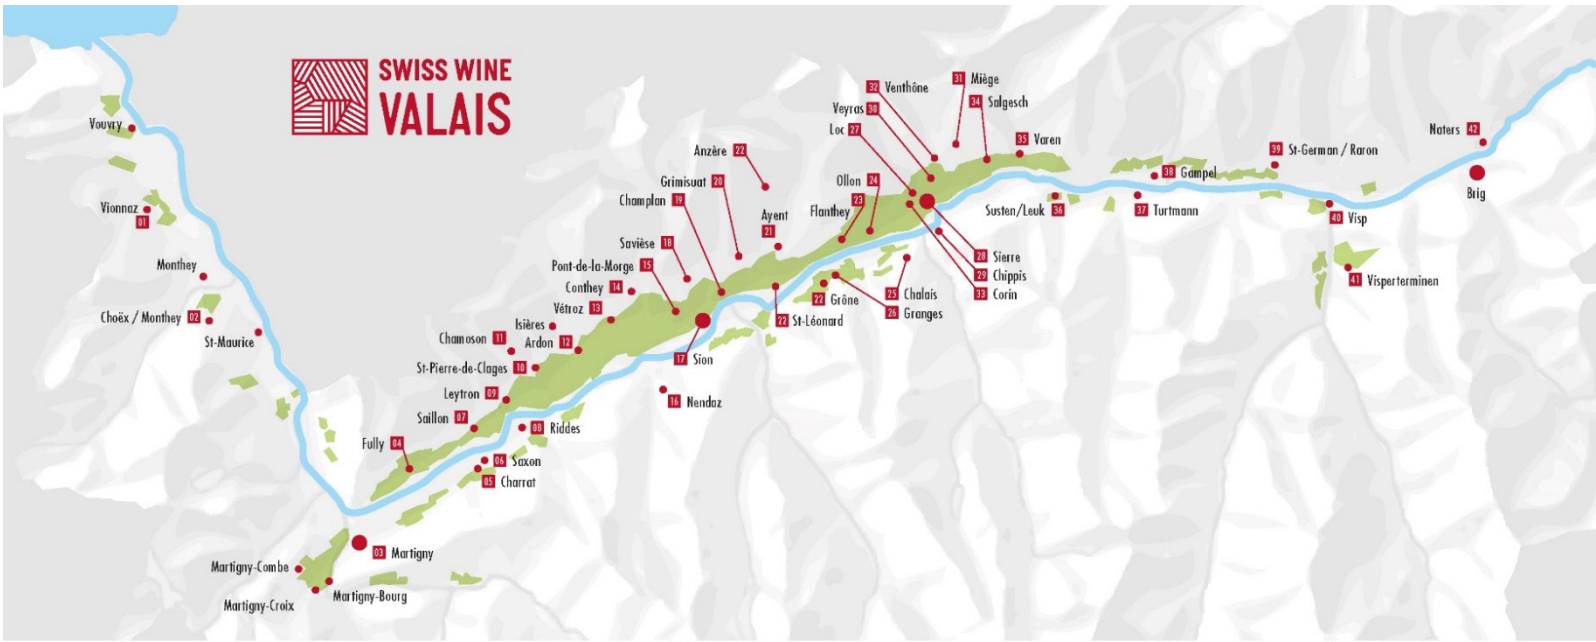 SWISS WINE
VALAIS
Vouvry
Vionnaz
01
Monthey
Choëx / Monthey 02
St-Maurice
Fully 04
Saillon 07
Leytron 09
St-Pierre-de-Clages 10
Chamoson 11
Isières
Ardon 12
Vétroz 13
Conthey 14
Pont-de-la-Morge 15
Savièse 18
Champlan 19
Grimisuat 20
Anzère 22
Ayent
21
Flanthey
23
Ollon 24
Loc 27
Veyras 30
32 Venthône
31 Miège
34 Salgesch
35 Varen
38 Gampel
39
St-German / Raron
Naters 42
Brig
40 Visp
41 Visperterminen
37 Turtmann
Susten/Leuk 36
28 Sierre
29 Chippis
33 Corin
25 Chalais
26 Granges
22 Grône
22 St-Léonard
17 Sion
16 Nendaz
08 Riddes
06 Saxon
05 Charrat
03 Martigny
Martigny-Combe
Martigny-Croix
Martigny-Bourg